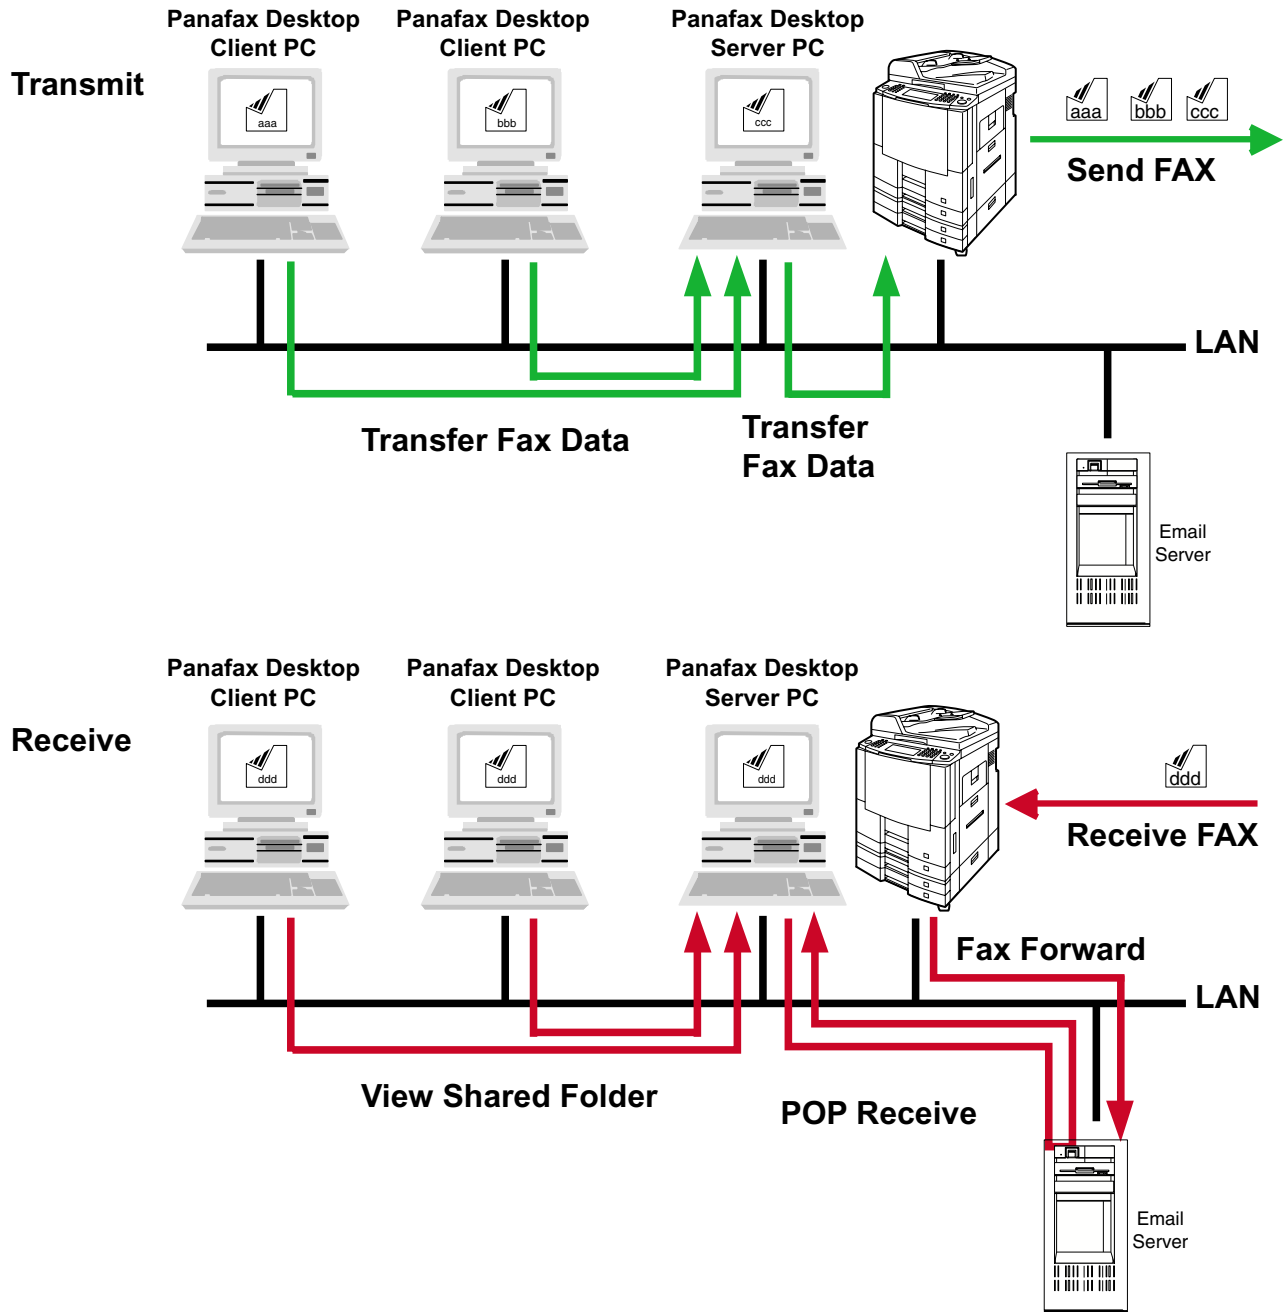 Panafax Desktop
Client PC
Panafax Desktop
Client PC
Panafax Desktop
Server PC
Transmit
aaa
bbb
ccc
aaa
bbb
ccc
Send FAX
LAN
Transfer Fax Data
Transfer
Fax Data
Email
Server
Panafax Desktop
Client PC
Panafax Desktop
Client PC
Panafax Desktop
Server PC
Receive
ddd
ddd
ddd
ddd
Receive FAX
Fax Forward
LAN
View Shared Folder
POP Receive
Email
Server